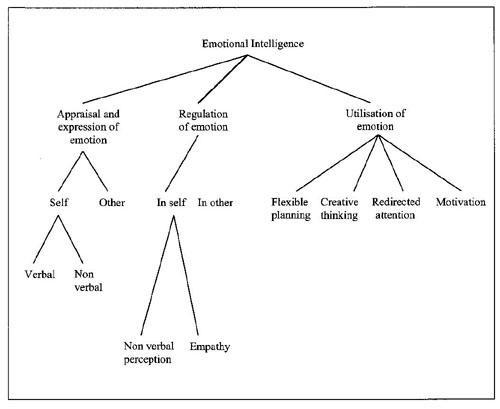 Emotional Intelligence
Appraisal and
expression of
emotion
Regulation
of emotion
Utilisation of
emotion
Self
Other
In self
In other
Flexible
planning
Creative
thinking
Redirected
attention
Motivation
Verbal
Non
verbal
Non verbal
perception
Empathy